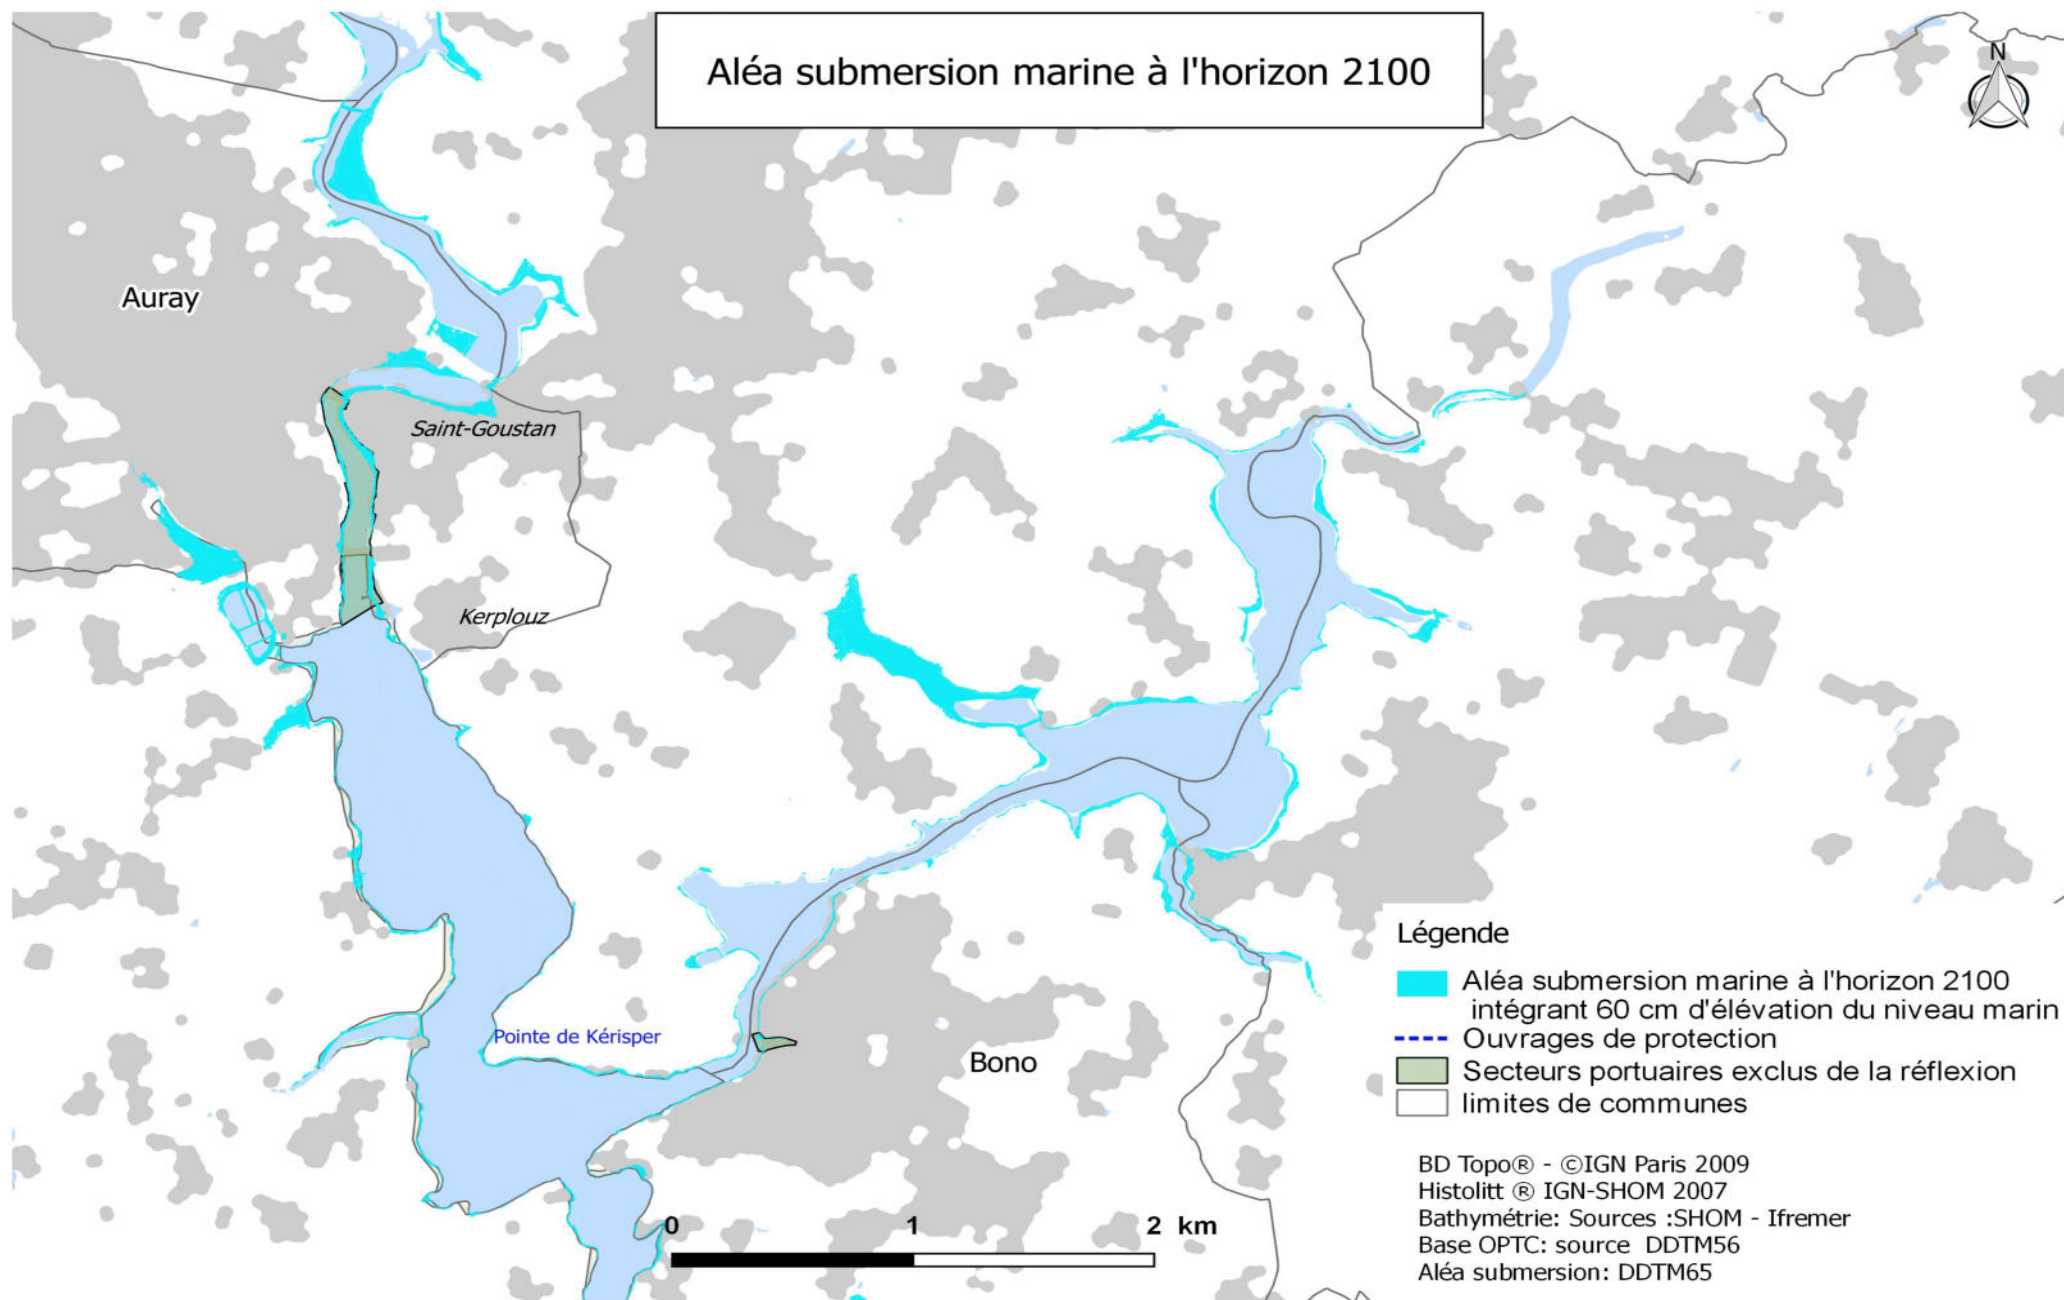 Aléa submersion marine à l'horizon 2100
N
Auray
Saint-Goustan
Kerplouz
Pointe de Kérisper
Bono
0 1 2 km
Légende
Aléa submersion marine à l'horizon 2100
intégrant 60 cm d'élévation du niveau marin
Ouvrages de protection
Secteurs portuaires exclus de la réflexion
limites de communes
BD Topo® - ©IGN Paris 2009
Histolitt ® IGN-SHOM 2007
Bathymétrie: Sources :SHOM - Ifremer
Base OPTC: source DDTM56
Aléa submersion: DDTM65